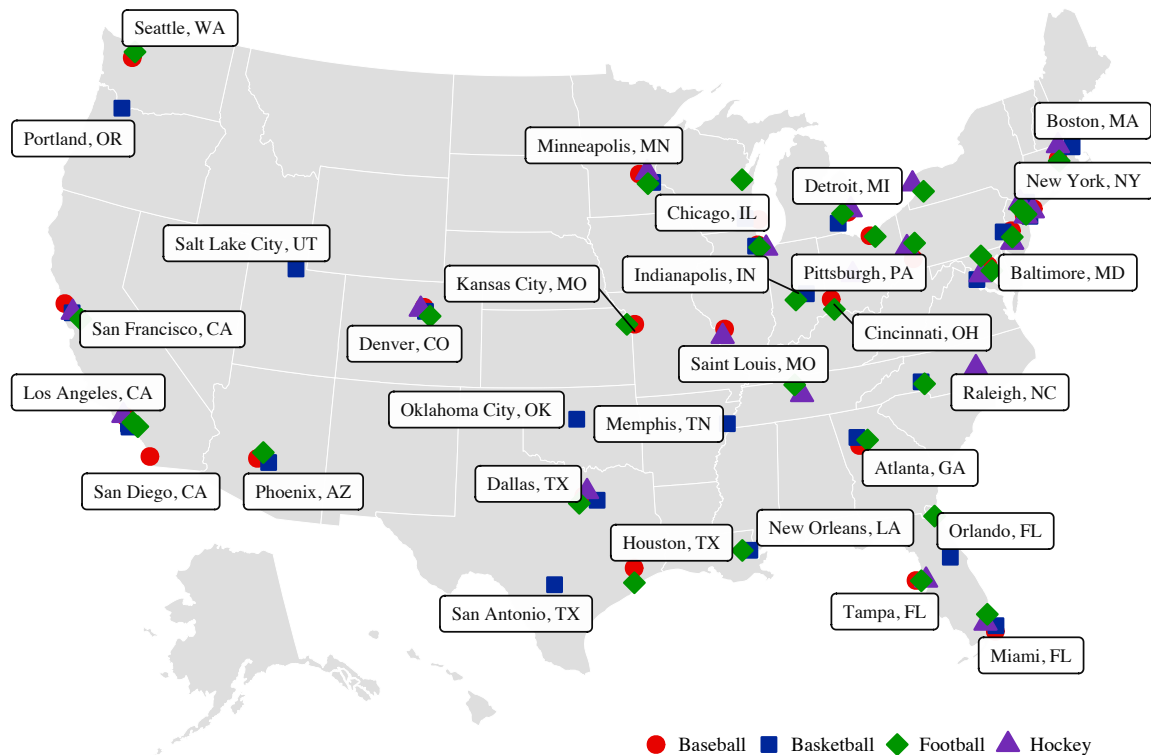 Seattle, WA
Portland, OR
Minneapolis, MN
Boston, MA
Detroit, MI
New York, NY
Chicago, IL
Salt Lake City, UT
Indianapolis, IN
Pittsburgh, PA
Baltimore, MD
Kansas City, MO
San Francisco, CA
Denver, CO
Cincinnati, OH
Saint Louis, MO
Raleigh, NC
Los Angeles, CA
Oklahoma City, OK
Memphis, TN
San Diego, CA
Phoenix, AZ
Dallas, TX
Atlanta, GA
Houston, TX
New Orleans, LA
Orlando, FL
San Antonio, TX
Tampa, FL
Miami, FL
Baseball Basketball Football Hockey